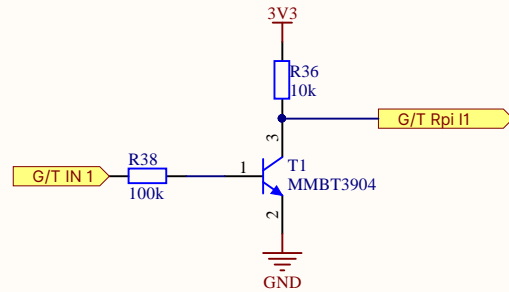 3V3
R36
10k
G/T Rpi I1
3
R38
G/T IN 1
100k
1
T1
MMBT3904
2
GND